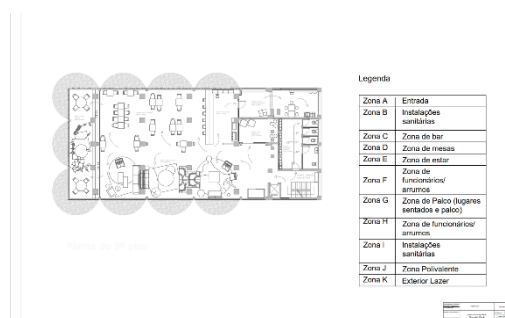 Legenda
Zona A Entrada
Zona B Instalações
sanitárias
Zona C Zona de bar
Zona D Zona de mesas
Zona E Zona de estar
Zona F Zona de
funcionários/
arrumos
Zona G Zona de Palco (lugares
sentados e palco)
Zona H Zona de funcionários/
arrumos
Zona I Instalações
sanitárias
Zona J Zona Polivalente
Zona K Exterior Lazer